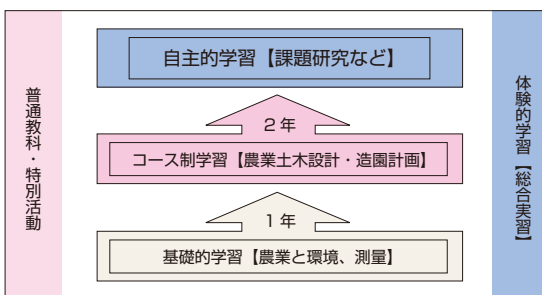 普通教科・特別活動
自主的学習【課題研究など】
2年
コース制学習【農業土木設計・造園計画】
1年
基礎的学習【農業と環境、測量】
体験的学習【総合実習】